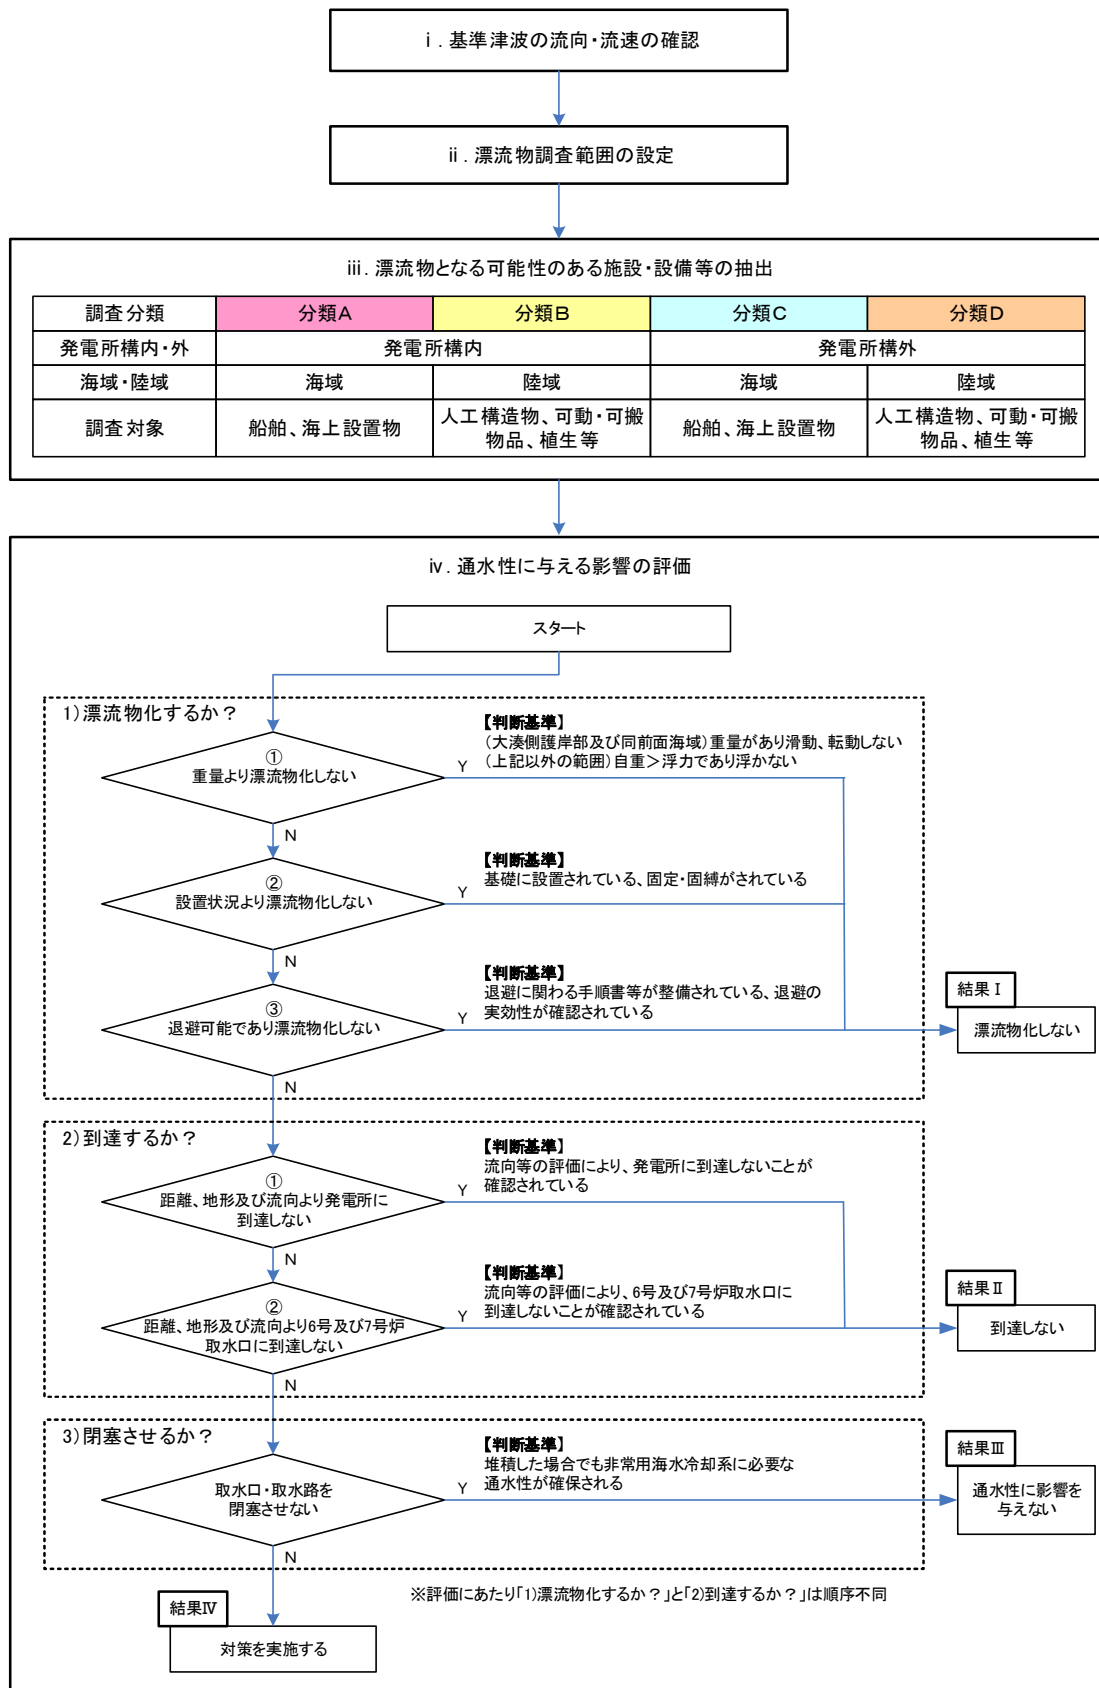 ⅰ. 基準津波の流向・流速の確認
ⅱ. 漂流物調査範囲の設定
ⅲ. 漂流物となる可能性のある施設・設備等の抽出
調査分類 分類A 分類B 分類C 分類D
発電所構内・外 発電所構内 発電所構外
海域・陸域 海域 陸域 海域 陸域
調査対象 船舶、海上設置物 人工構造物、可動・可搬 船舶、海上設置物 人工構造物、可動・可搬
物品、植生等 物品、植生等
ⅳ. 通水性に与える影響の評価
スタート
1)漂流物化するか？
【判断基準】
(大湊側護岸部及び同前面海域)重量があり滑動、転動しない
(上記以外の範囲)自重＞浮力であり浮かない
①
重量より漂流物化しない
Y
N
【判断基準】
基礎に設置されている、固定・固縛がされている
②
設置状況より漂流物化しない
Y
N
【判断基準】
退避に関わる手順書等が整備されている、退避の
実効性が確認されている
③
退避可能であり漂流物化しない
Y
N
結果Ⅰ
漂流物化しない
2)到達するか？
【判断基準】
流向等の評価により、発電所に到達しないことが
確認されている
①
距離、地形及び流向より発電所に
到達しない
Y
N
【判断基準】
流向等の評価により、6号及び7号炉取水口に
到達しないことが確認されている
②
距離、地形及び流向より6号及び7号炉
取水口に到達しない
Y
N
結果Ⅱ
到達しない
3)閉塞させるか？
【判断基準】
堆積した場合でも非常用海水冷却系に必要な
通水性が確保される
取水口・取水路を
閉塞させない
Y
N
結果Ⅲ
通水性に影響を
与えない
※評価にあたり「1)漂流物化するか？」と「2)到達するか？」は順序不同
結果Ⅳ
対策を実施する